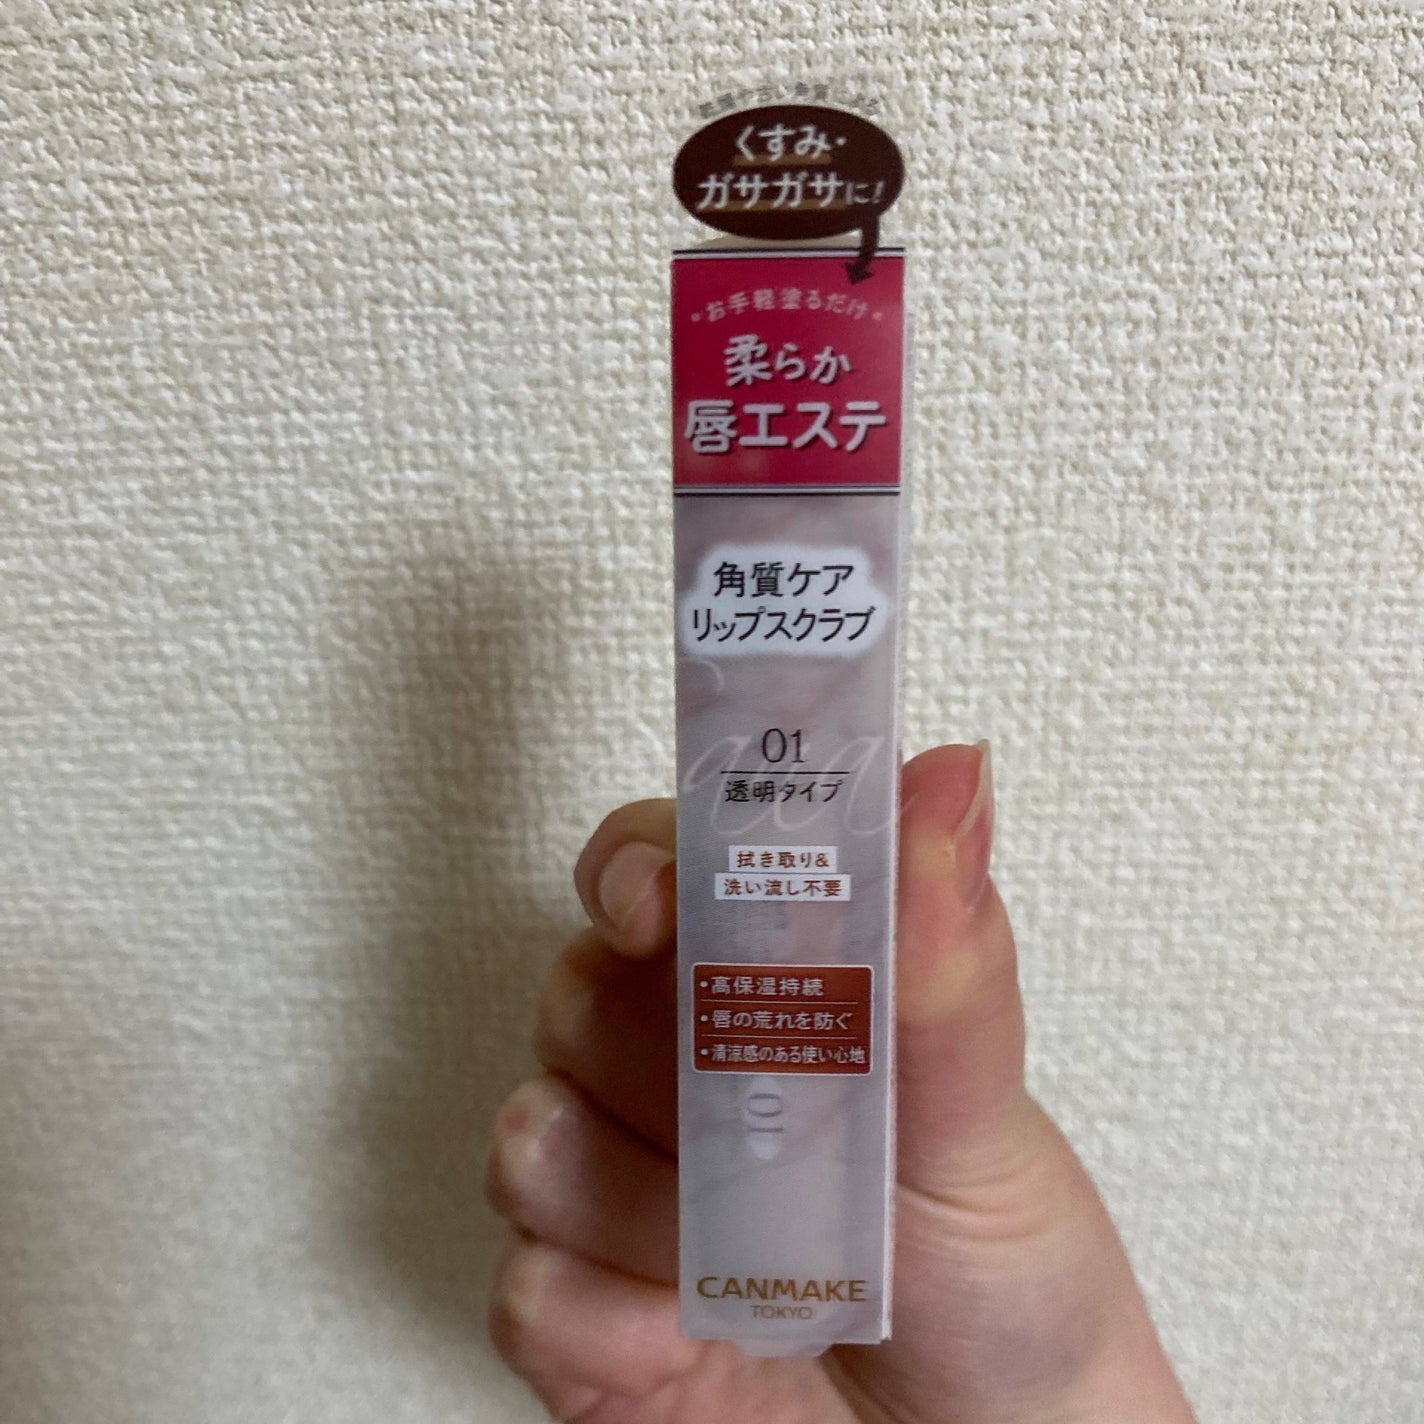 くすみ・
ガサガサに!
お手軽塗るだけ
柔らか
唇エステ
角質ケア
リップスクラブ
01
透明タイプ
拭き取り&
洗い流し不要
・高保湿持続
・唇の荒れを防ぐ
・清涼感のある使い心地
01
CANMAKE
TOKYO